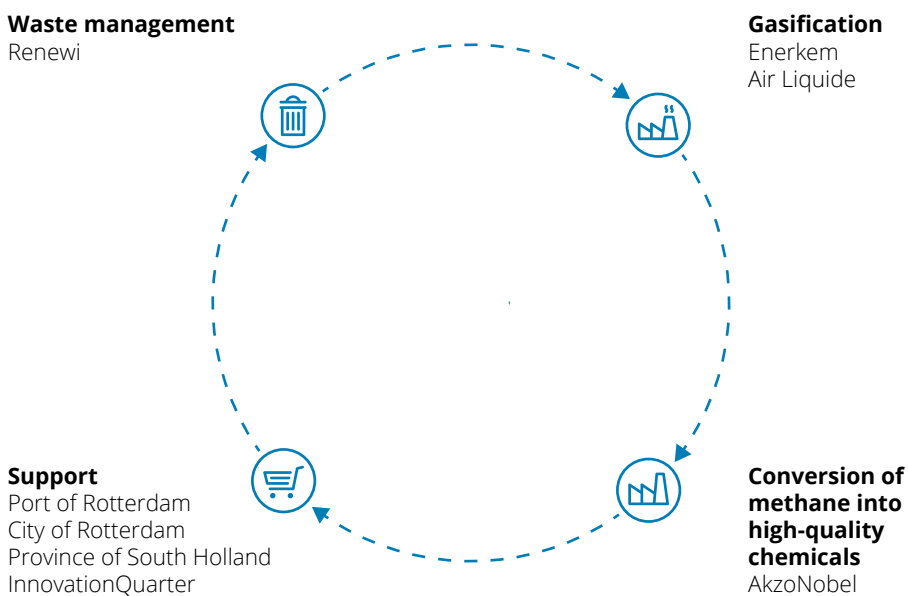 Waste management
Renewi
Gasification
Enerkem
Air Liquide
Support
Port of Rotterdam
City of Rotterdam
Province of South Holland
InnovationQuarter
Conversion of
methane into
high-quality
chemicals
AkzoNobel